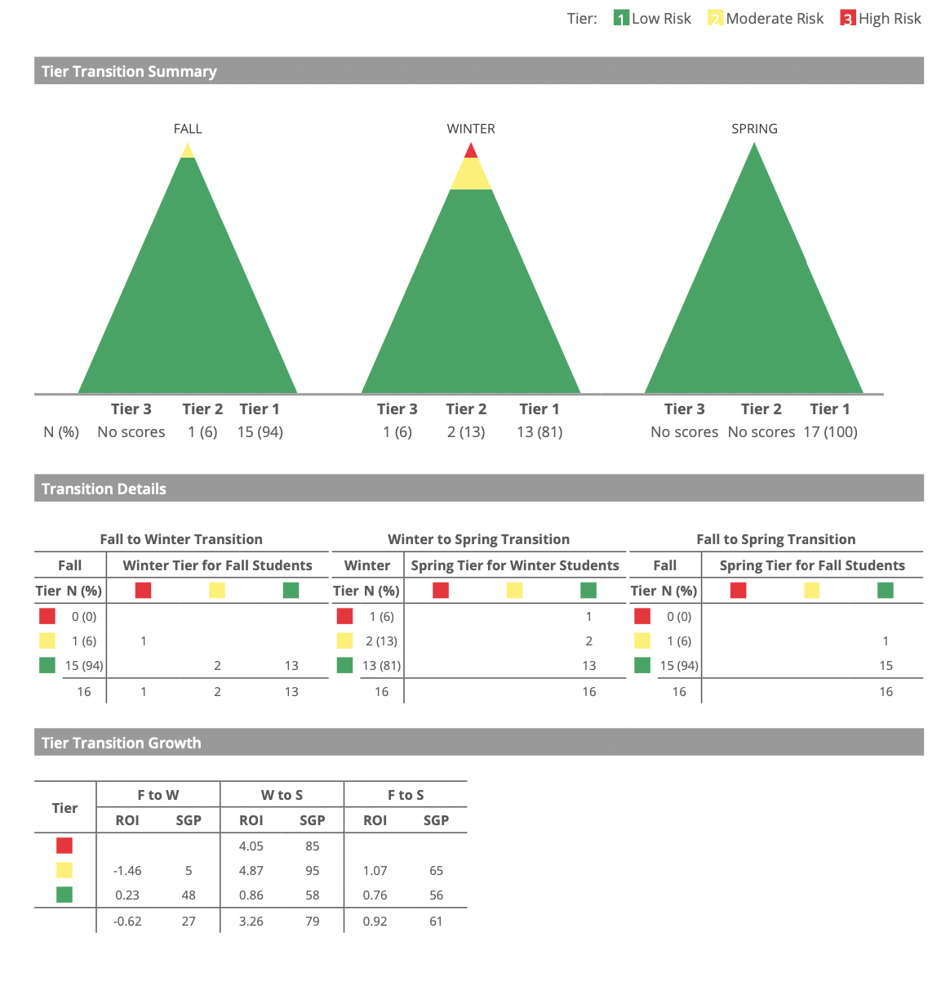 Tier: 1 Low Risk 2 Moderate Risk 3 High Risk
Tier Transition Summary
FALL WINTER SPRING
Tier 3 Tier 2 Tier 1 Tier 3 Tier 2 Tier 1 Tier 3 Tier 2 Tier 1
N (%) No scores 1 (6) 15 (94) 1 (6) 2 (13) 13 (81) No scores No scores 17 (100)
Transition Details
Fall to Winter Transition Winter to Spring Transition Fall to Spring Transition
Fall Winter Tier for Fall Students Winter Spring Tier for Winter Students Fall Spring Tier for Fall Students
Tier N (%) Tier N (%) Tier N (%)
0 (0) 1 (6) 1 0 (0)
1 (6) 1 2 (13) 2 1 (6) 1
15 (94) 2 13 13 (81) 13 15 (94) 15
16 1 2 13 16 16 16 16
Tier Transition Growth
F to W W to S F to S
Tier
ROI SGP ROI SGP ROI SGP
4.05 85
-1.46 5 4.87 95 1.07 65
0.23 48 0.86 58 0.76 56
-0.62 27 3.26 79 0.92 61